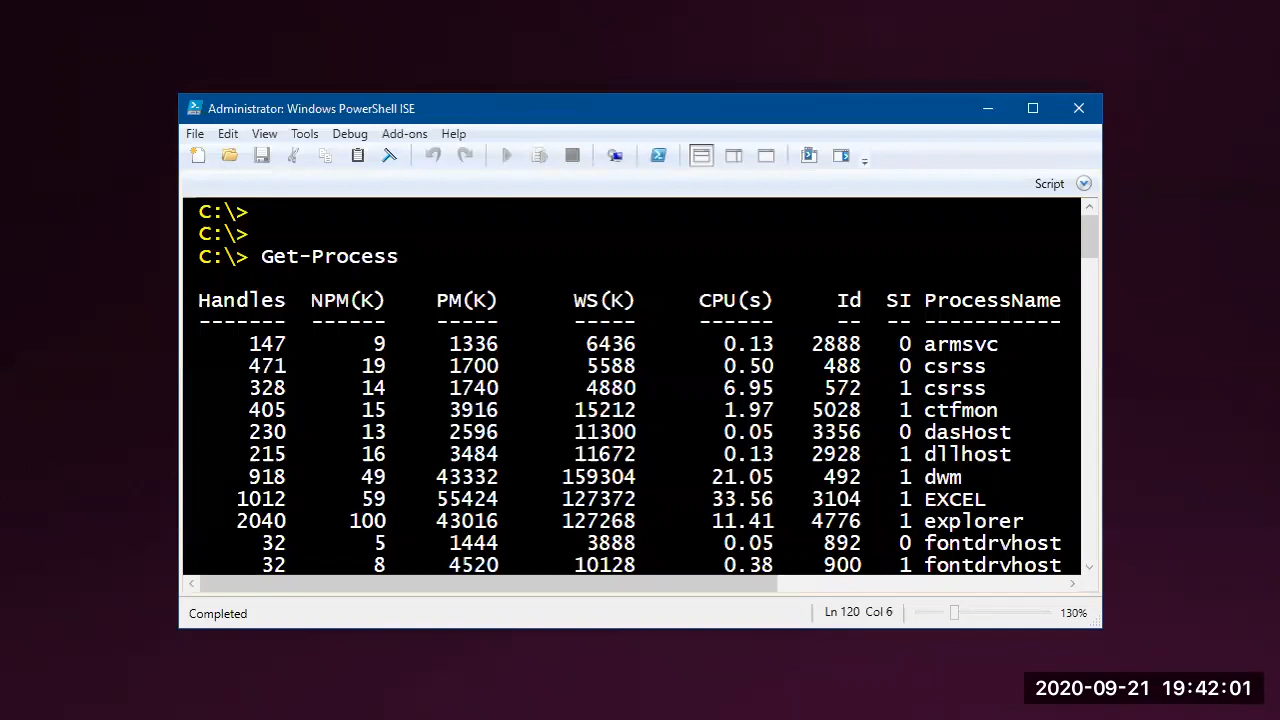 Administrator: Windows PowerShell ISE
File Edit View Tools Debug Add-ons Help
Script
C:\>
C:\>
C:\> Get-Process
Handles NPM(K) PM(K) WS(K) CPU(s) Id SI ProcessName
------- ------ ----- ----- ------ -- -- -----------
147 9 1336 6436 0.13 2888 0 armsvc
471 19 1700 5588 0.50 488 0 csrss
328 14 1740 4880 6.95 572 1 csrss
405 15 3916 15212 1.97 5028 1 ctfmon
230 13 2596 11300 0.05 3356 0 dasHost
215 16 3484 11672 0.13 2928 1 dllhost
918 49 43332 159304 21.05 492 1 dwm
1012 59 55424 127372 33.56 3104 1 EXCEL
2040 100 43016 127268 11.41 4776 1 explorer
32 5 1444 3888 0.05 892 0 fontdrvhost
32 8 4520 10128 0.38 900 1 fontdrvhost
Completed Ln 120 Col 6 130%
2020-09-21 19:42:01